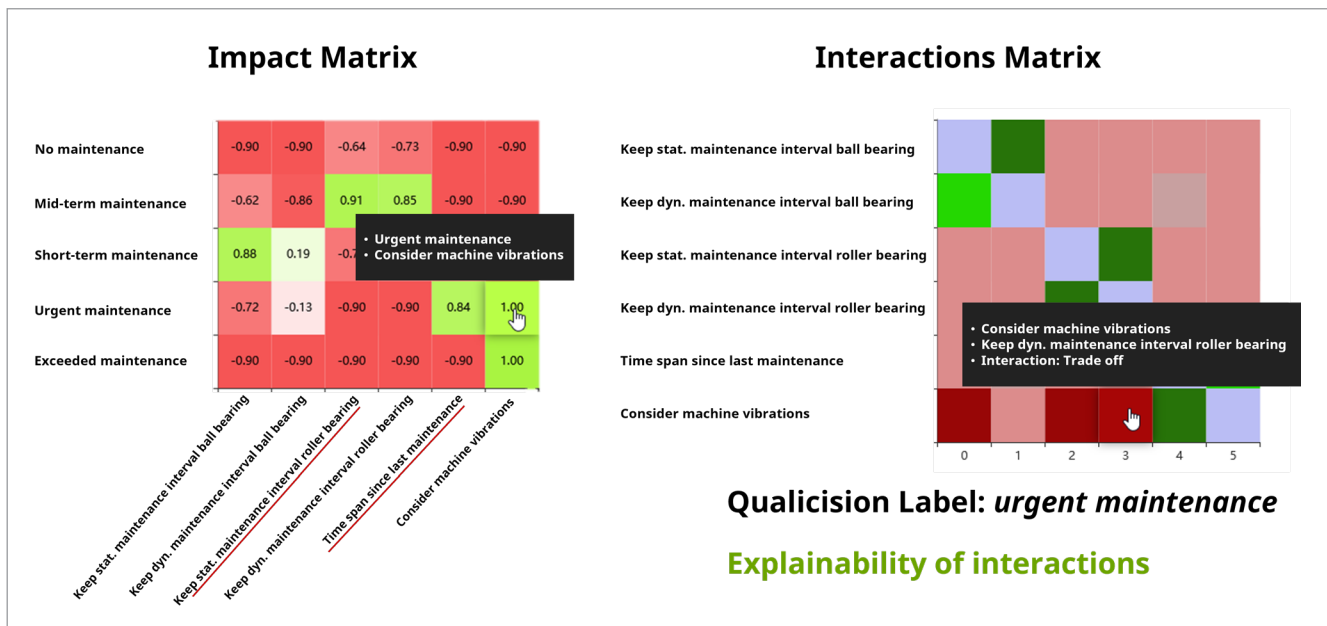 Impact Matrix
Interactions Matrix
No maintenance -0.90 -0.90 -0.64 -0.73 -0.90 -0.90
Mid-term maintenance -0.62 -0.86 0.91 0.85 -0.90 -0.90
• Urgent maintenance
• Consider machine vibrations
Short-term maintenance 0.88 0.19
Urgent maintenance -0.72 -0.13 -0.90 -0.90 0.84 1.00
Exceeded maintenance -0.90 -0.90 -0.90 -0.90 -0.90 1.00
Keep stat. maintenance interval ball bearing
Keep dyn. maintenance interval ball bearing
Keep stat. maintenance interval roller bearing
Keep dyn. maintenance interval roller bearing
Time span since last maintenance
Consider machine vibrations
Keep stat. maintenance interval ball bearing
Keep dyn. maintenance interval ball bearing
Keep stat. maintenance interval roller bearing
Keep dyn. maintenance interval roller bearing
• Consider machine vibrations
• Keep dyn. maintenance interval roller bearing
• Interaction: Trade off
Time span since last maintenance
Consider machine vibrations
0 1 2 3 4 5
Qualicision Label: urgent maintenance
Explainability of interactions